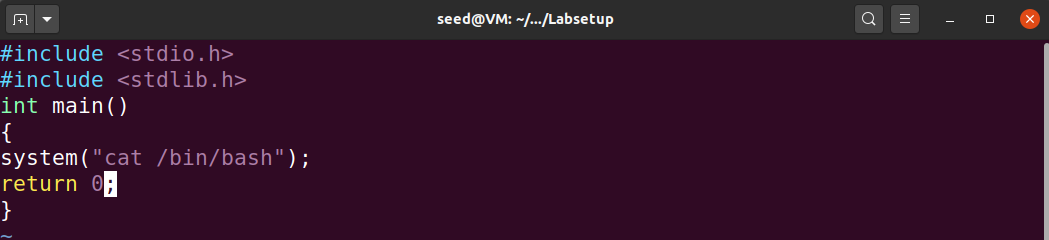 seed@VM: ~/.../Labsetup
#include <stdio.h>
#include <stdlib.h>
int main()
{
system("cat /bin/bash");
return 0;
}
~